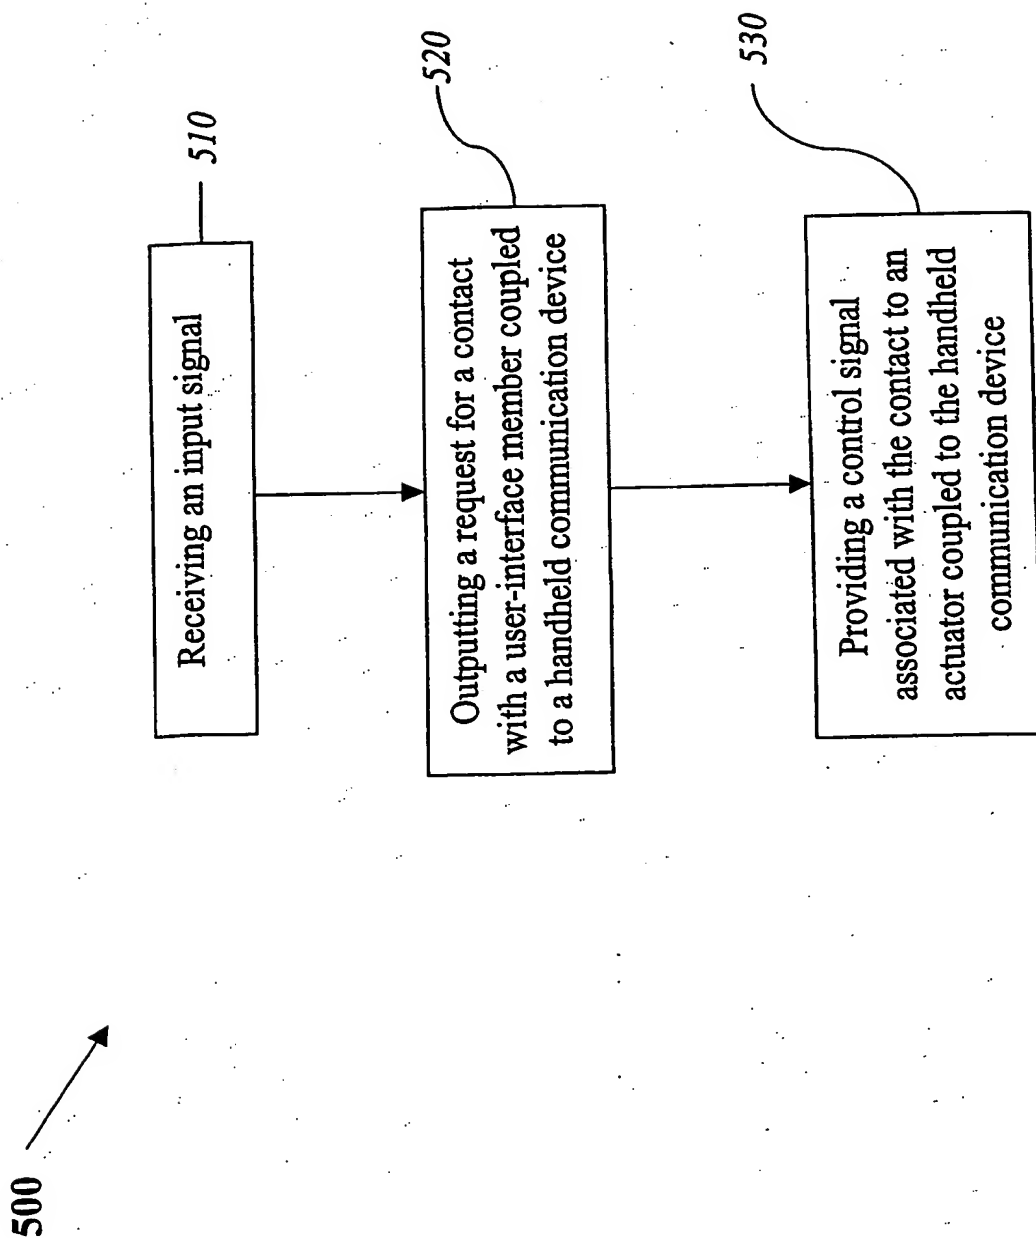 500
Receiving an input signal
510
Outputting a request for a contact
with a user-interface member coupled
to a handheld communication device
520
Providing a control signal
associated with the contact to an
actuator coupled to the handheld
communication device
530